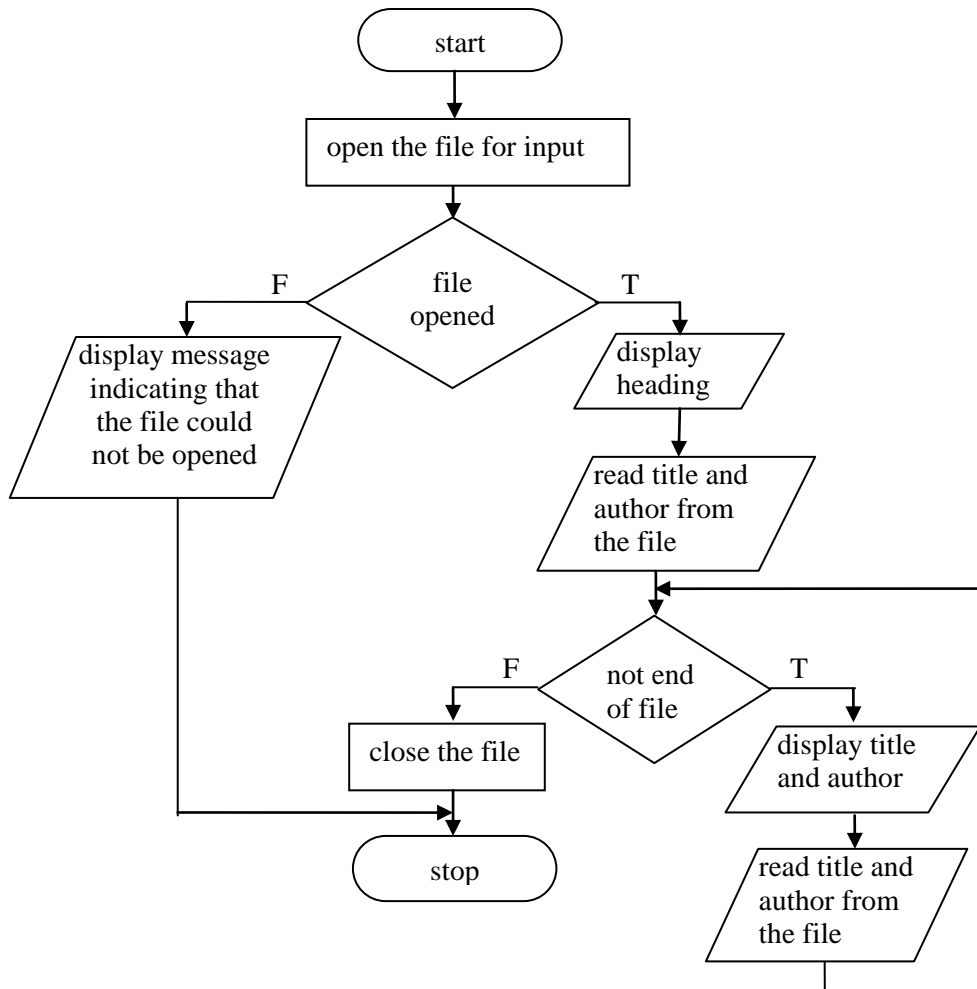 start
open the file for input
F
file
opened
T
display message
indicating that
the file could
not be opened
display
heading
read title and
author from
the file
F
not end
of file
T
close the file
display title
and author
stop
read title and
author from
the file